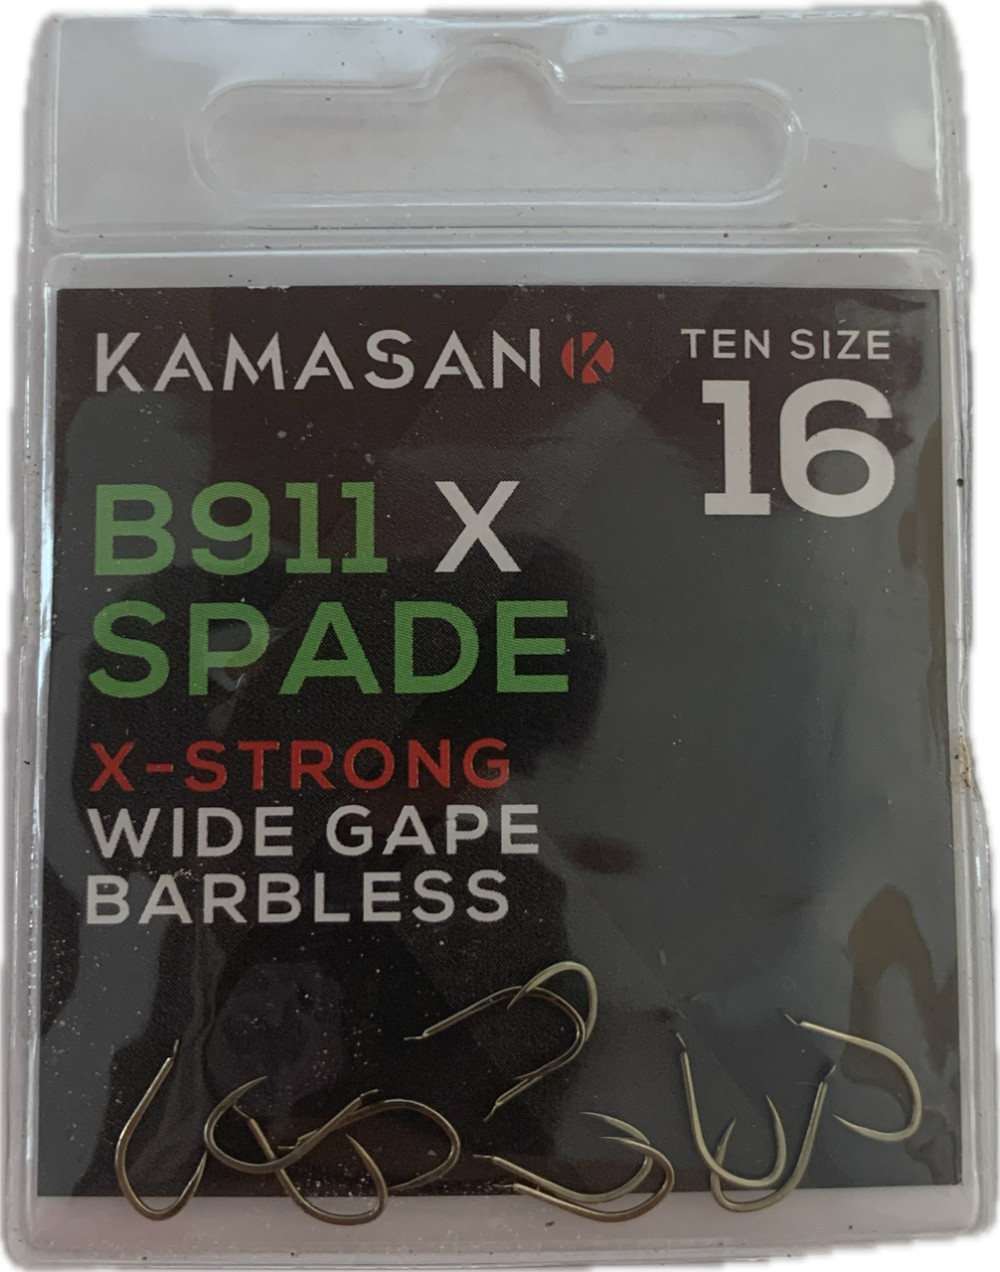 KAMASAN K
TEN SIZE
16
B911 X
SPADE
X-STRONG
WIDE GAPE
BARBLESS